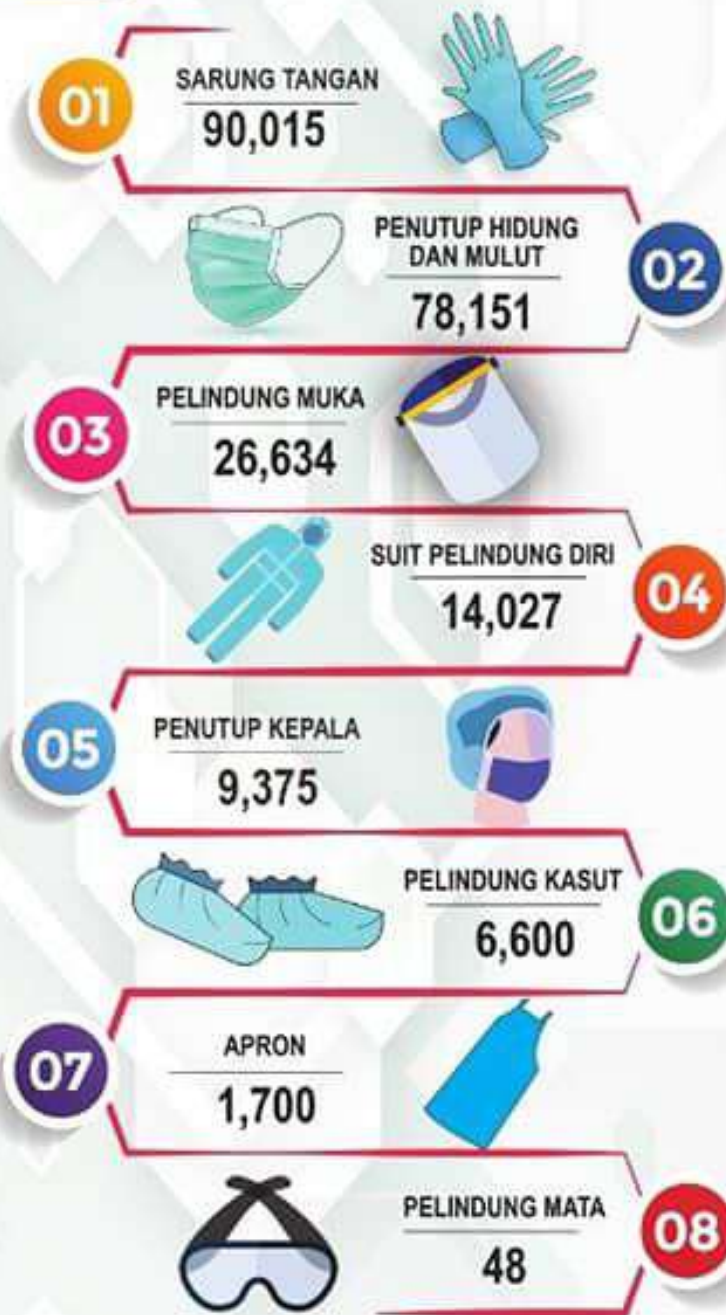 01
SARUNG TANGAN
90,015
PENUTUP HIDUNG
DAN MULUT
78,151
02
03
PELINDUNG MUKA
26,634
SUIT PELINDUNG DIRI
14,027
04
05
PENUTUP KEPALA
9,375
PELINDUNG KASUT
6,600
06
07
APRON
1,700
PELINDUNG MATA
48
08